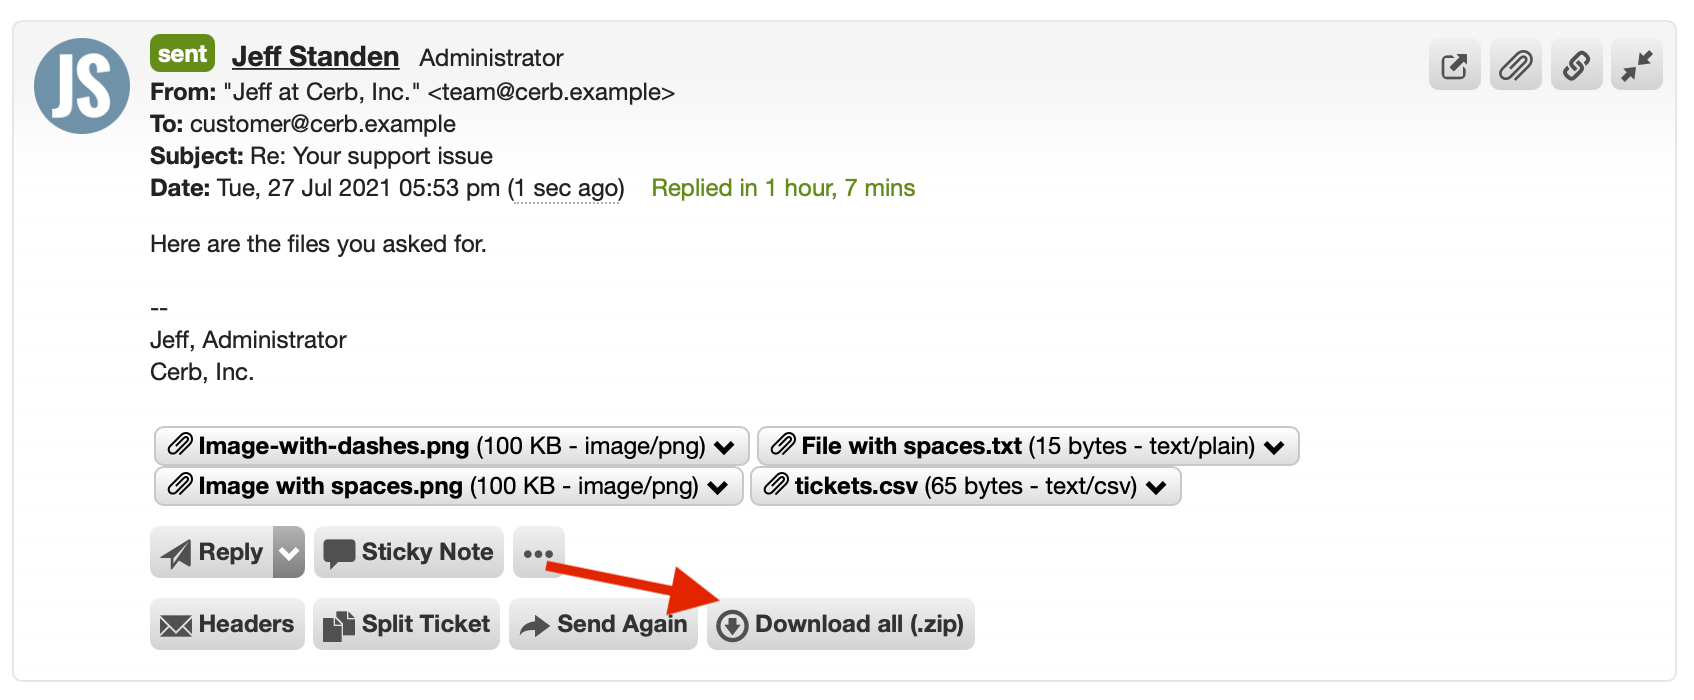 JS
sent Jeff Standen Administrator
From: "Jeff at Cerb, Inc." <team@cerb.example>
To: customer@cerb.example
Subject: Re: Your support issue
Date: Tue, 27 Jul 2021 05:53 pm (1 sec ago) Replied in 1 hour, 7 mins
Here are the files you asked for.
--
Jeff, Administrator
Cerb, Inc.
Image-with-dashes.png (100 KB - image/png) File with spaces.txt (15 bytes - text/plain)
Image with spaces.png (100 KB - image/png) tickets.csv (65 bytes - text/csv)
Reply Sticky Note •••
Headers Split Ticket Send Again Download all (.zip)